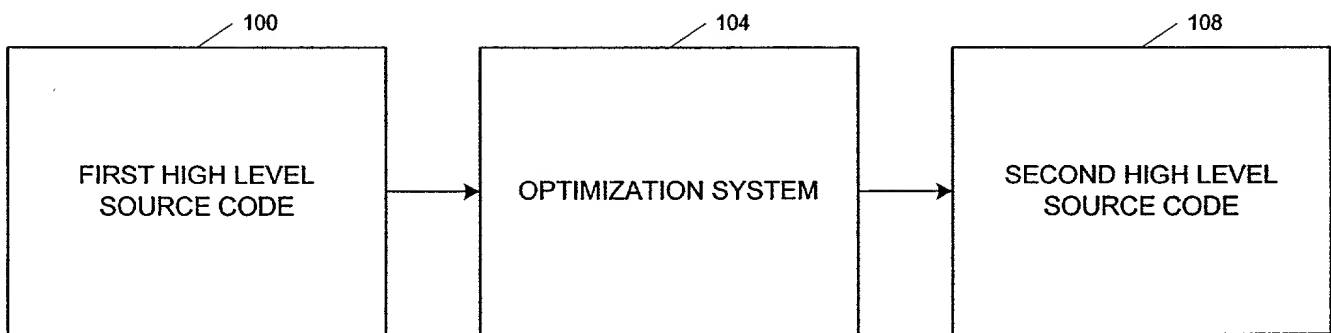 100
104
108
FIRST HIGH LEVEL
SOURCE CODE
OPTIMIZATION SYSTEM
SECOND HIGH LEVEL
SOURCE CODE